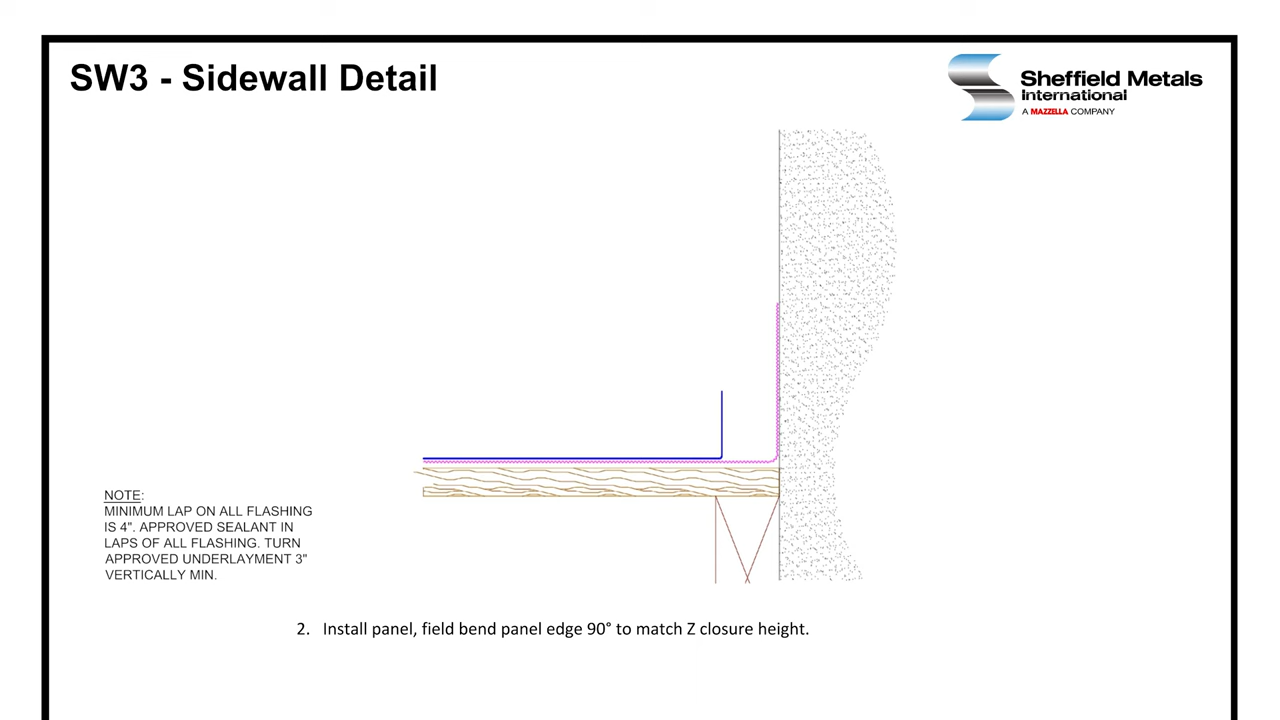 SW3 - Sidewall Detail
Sheffield Metals
International
A MAZZELLA COMPANY
NOTE:
MINIMUM LAP ON ALL FLASHING
IS 4". APPROVED SEALANT IN
LAPS OF ALL FLASHING. TURN
APPROVED UNDERLAYMENT 3"
VERTICALLY MIN.
2. Install panel, field bend panel edge 90° to match Z closure height.